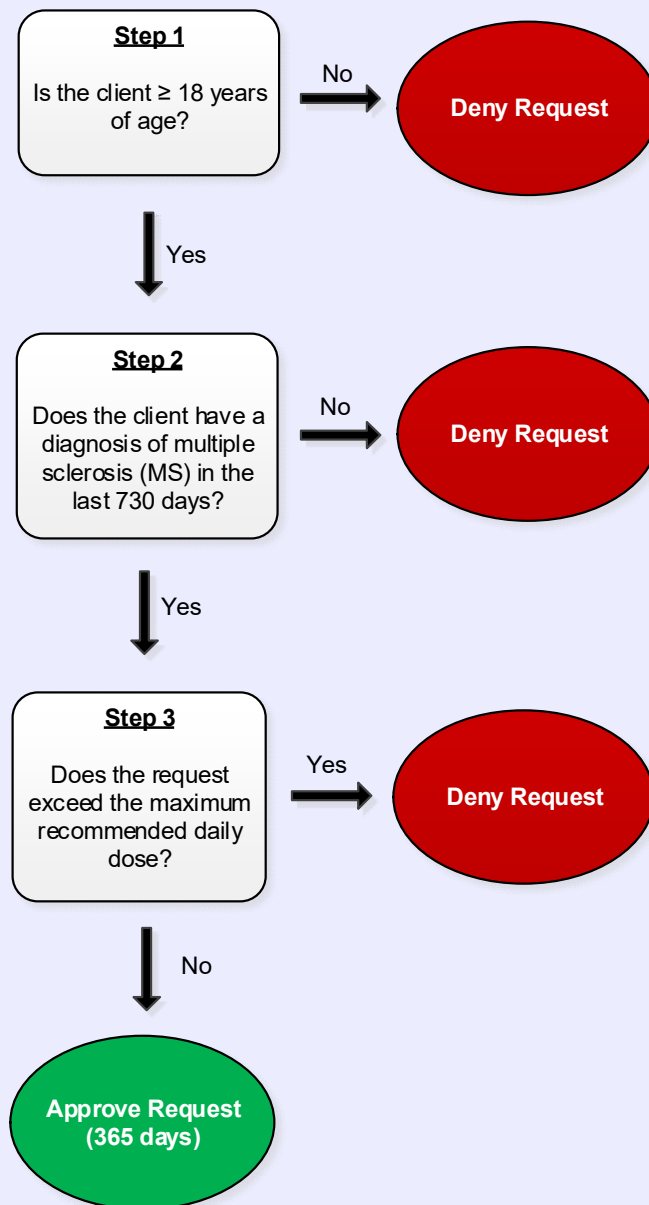 Step 1
Is the client ≥ 18 years
of age?
No
Deny Request
Yes
Step 2
Does the client have a
diagnosis of multiple
sclerosis (MS) in the
last 730 days?
No
Deny Request
Yes
Step 3
Does the request
exceed the maximum
recommended daily
dose?
Yes
Deny Request
No
Approve Request
(365 days)